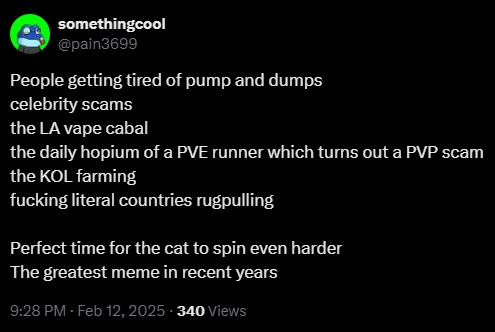 somethingcool
@pain3699
People getting tired of pump and dumps
celebrity scams
the LA vape cabal
the daily hopium of a PVE runner which turns out a PVP scam
the KOL farming
fucking literal countries rugpulling
Perfect time for the cat to spin even harder
The greatest meme in recent years
9:28 PM · Feb 12, 2025 · 340 Views